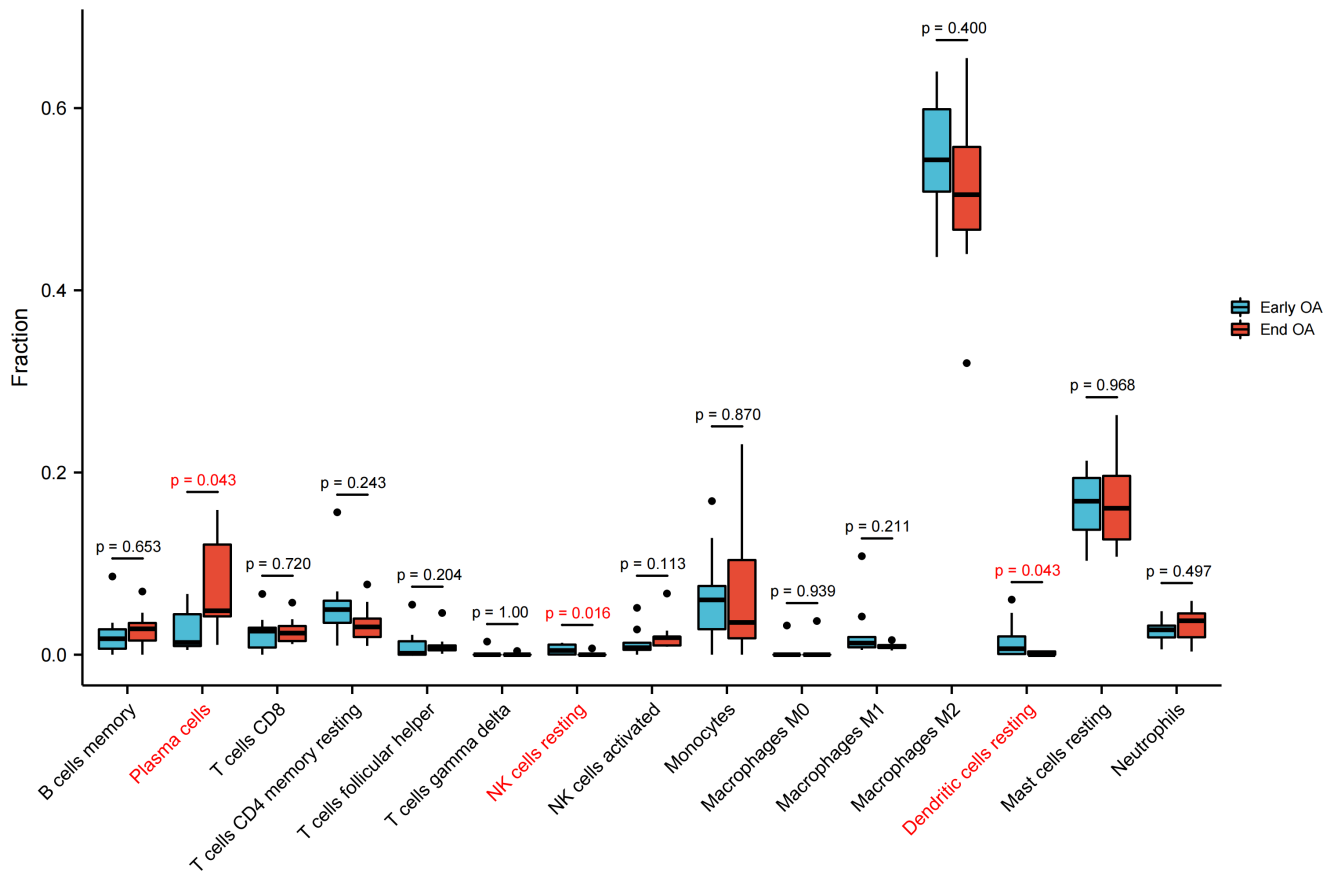 p = 0.400
0.6
0.4
Fraction
Early OA
End OA
p = 0.968
p = 0.870
0.2
p = 0.043
p = 0.243
p = 0.211
p = 0.653
p = 0.720
p = 0.204
p = 0.113
p = 0.939
p = 0.043
p = 0.497
p = 1.00
p = 0.016
0.0
B cells memory
Plasma cells
T cells CD8
T cells CD4 memory resting
T cells follicular helper
T cells gamma delta
NK cells resting
NK cells activated
Monocytes
Macrophages M0
Macrophages M1
Macrophages M2
Dendritic cells resting
Mast cells resting
Neutrophils